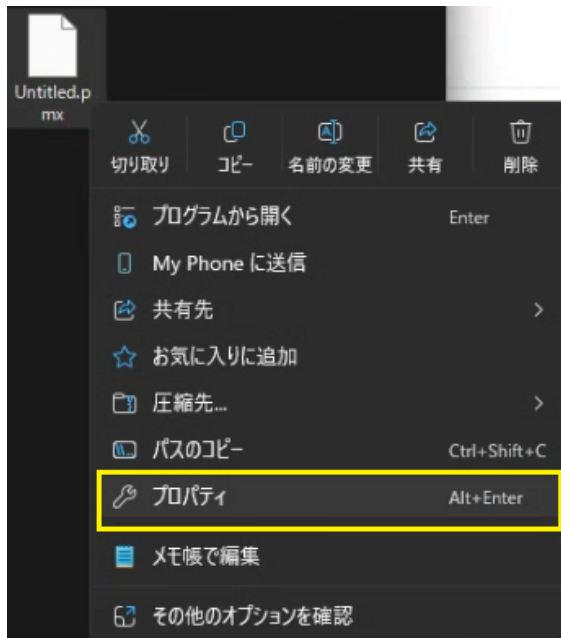 Untitled.p
mx
切り取り コピー 名前の変更 共有 削除
プログラムから開く Enter
My Phone に送信
共有先
お気に入りに追加
圧縮先...
パスのコピー Ctrl+Shift+C
プロパティ Alt+Enter
メモ帳で編集
その他のオプションを確認